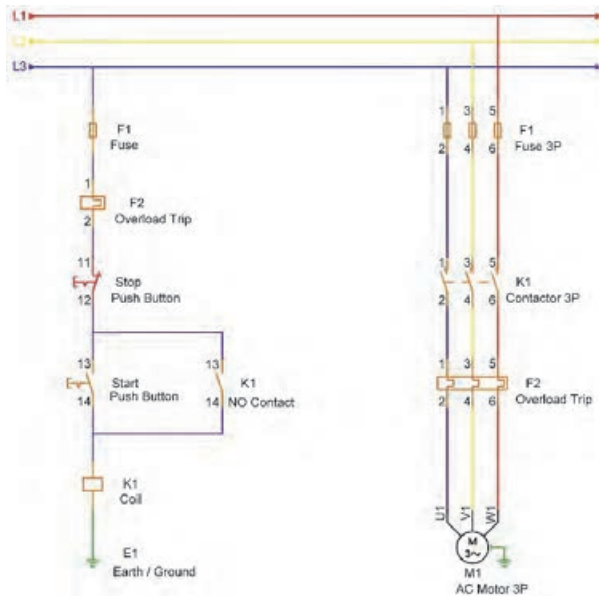 L1
L2
L3
F1
Fuse
1
F2
2
Overload Trip
11
Stop
12
Push Button
13
Start
14
Push Button
13
K1
14
NO Contact
K1
Coil
E1
Earth / Ground
1 3 5
F1
2 4 6
Fuse 3P
1 3 5
K1
2 4 6
Contactor 3P
1 3 5
F2
2 4 6
Overload Trip
U1 V1 W1
M
3~
M1
AC Motor 3P